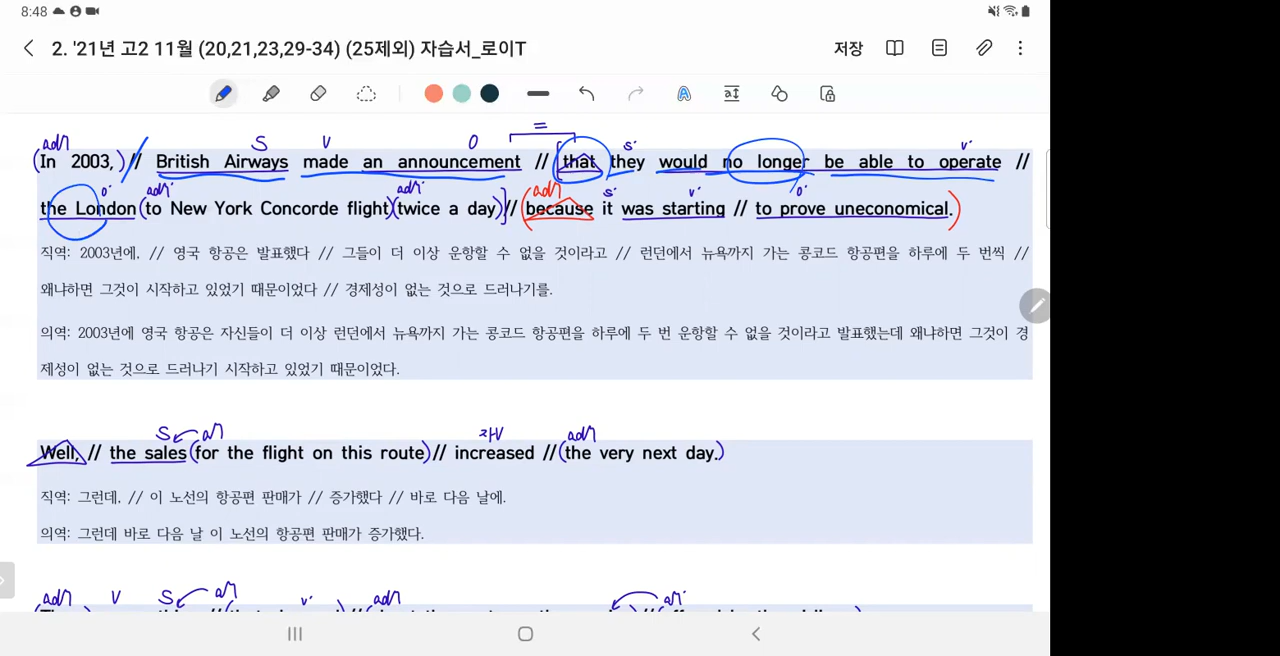 8:48
2. '21년 고2 11월 (20,21,23,29-34) (25제외) 자습서_로이T
저장
S V O =
(In 2003,) // British Airways made an announcement // [that they would no longer be able to operate //
the London (to New York Concorde flight)(twice a day)]// (because it was starting // to prove uneconomical.)
직역: 2003년에, // 영국 항공은 발표했다 // 그들이 더 이상 운항할 수 없을 것이라고 // 런던에서 뉴욕까지 가는 콩코드 항공편을 하루에 두 번씩 //
왜냐하면 그것이 시작하고 있었기 때문이었다 // 경제성이 없는 것으로 드러나기를.
의역: 2003년에 영국 항공은 자신들이 더 이상 런던에서 뉴욕까지 가는 콩코드 항공편을 하루에 두 번 운항할 수 없을 것이라고 발표했는데 왜냐하면 그것이 경
제성이 없는 것으로 드러나기 시작하고 있었기 때문이었다.
S
Well, // the sales (for the flight on this route) // increased // (the very next day.)
직역: 그런데, // 이 노선의 항공편 판매가 // 증가했다 // 바로 다음 날에.
의역: 그런데 바로 다음 날 이 노선의 항공편 판매가 증가했다.
V S